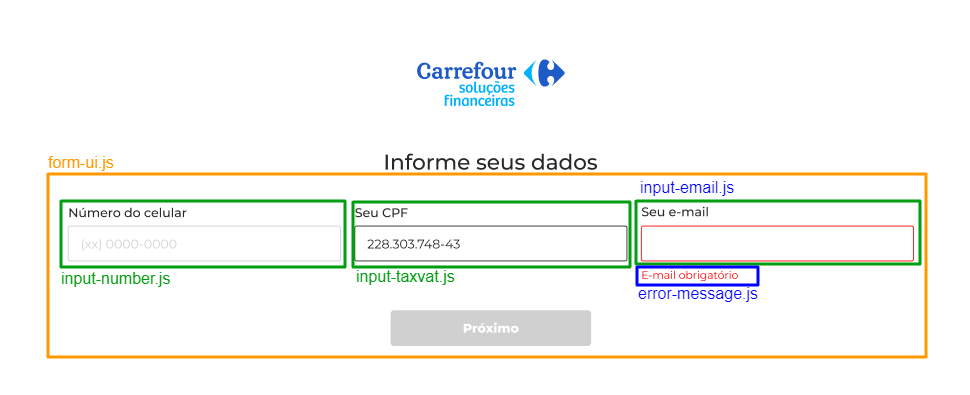 Carrefour
soluções
financeiras
form-ui.js
Informe seus dados
input-email.js
Número do celular
Seu CPF
Seu e-mail
(xx) 0000-0000
228.303.748-43
input-number.js
input-taxvat.js
E-mail obrigatório
error-message.js
Próximo